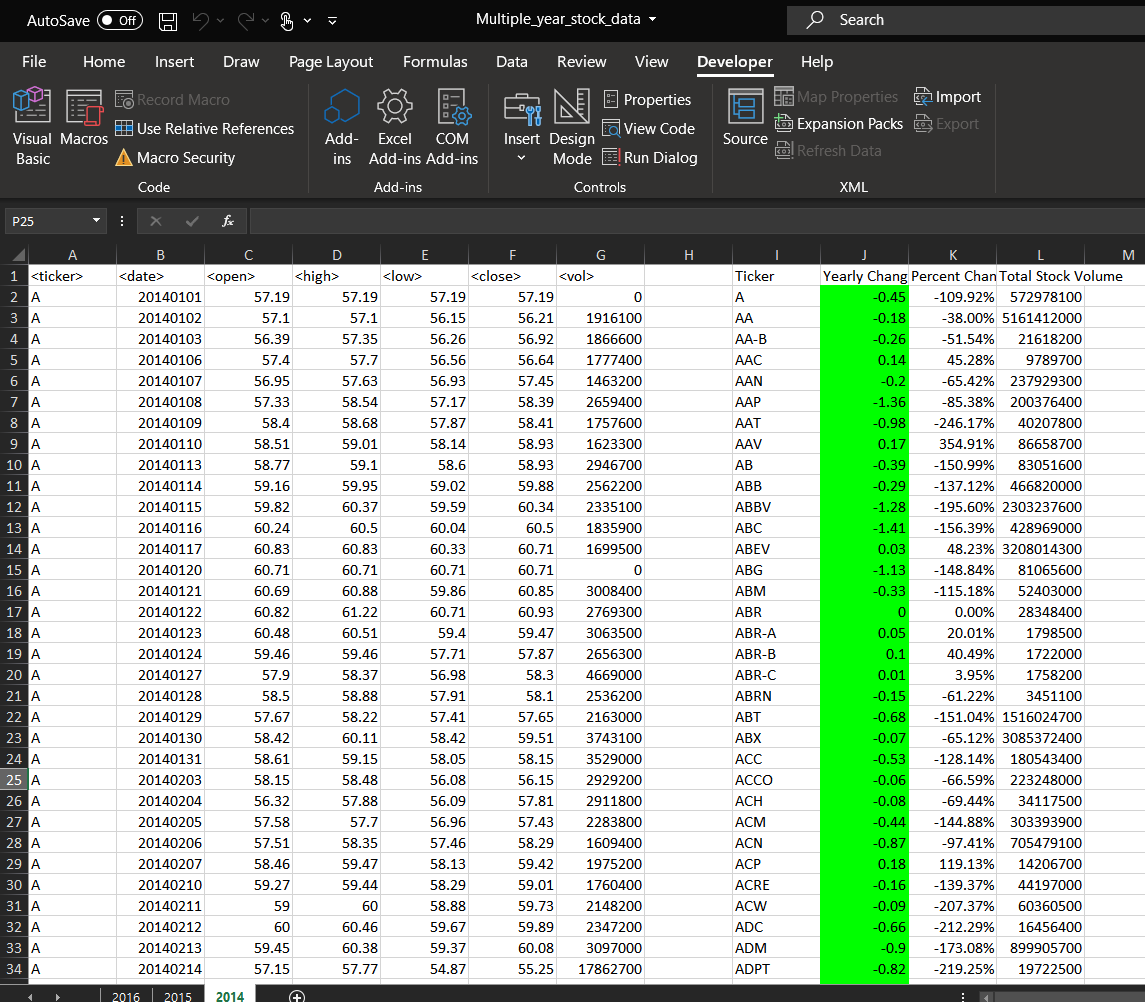 AutoSave Off Multiple_year_stock_data Search
File Home Insert Draw Page Layout Formulas Data Review View Developer Help
Visual Basic
Macros
Record Macro
Use Relative References
Macro Security
Code
Add-ins
Excel Add-ins
COM Add-ins
Add-ins
Insert
Design Mode
Properties
View Code
Run Dialog
Controls
Source
Map Properties
Expansion Packs
Refresh Data
Import
Export
XML
P25 fx
A B C D E F G H I J K L M
1 <ticker> <date> <open> <high> <low> <close> <vol> Ticker Yearly Chang Percent Chan Total Stock Volume
2 A 20140101 57.19 57.19 57.19 57.19 0 A -0.45 -109.92% 572978100
3 A 20140102 57.1 57.1 56.15 56.21 1916100 AA -0.18 -38.00% 5161412000
4 A 20140103 56.39 57.35 56.26 56.92 1866600 AA-B -0.26 -51.54% 21618200
5 A 20140106 57.4 57.7 56.56 56.64 1777400 AAC 0.14 45.28% 9789700
6 A 20140107 56.95 57.63 56.93 57.45 1463200 AAN -0.2 -65.42% 237929300
7 A 20140108 57.33 58.54 57.17 58.39 2659400 AAP -1.36 -85.38% 200376400
8 A 20140109 58.4 58.68 57.87 58.41 1757600 AAT -0.98 -246.17% 40207800
9 A 20140110 58.51 59.01 58.14 58.93 1623300 AAV 0.17 354.91% 86658700
10 A 20140113 58.77 59.1 58.6 58.93 2946700 AB -0.39 -150.99% 83051600
11 A 20140114 59.16 59.95 59.02 59.88 2562200 ABB -0.29 -137.12% 466820000
12 A 20140115 59.82 60.37 59.59 60.34 2335100 ABBV -1.28 -195.60% 2303237600
13 A 20140116 60.24 60.5 60.04 60.5 1835900 ABC -1.41 -156.39% 428969000
14 A 20140117 60.83 60.83 60.33 60.71 1699500 ABEV 0.03 48.23% 3208014300
15 A 20140120 60.71 60.71 60.71 60.71 0 ABG -1.13 -148.84% 81065600
16 A 20140121 60.69 60.88 59.86 60.85 3008400 ABM -0.33 -115.18% 52403000
17 A 20140122 60.82 61.22 60.71 60.93 2769300 ABR 0 0.00% 28348400
18 A 20140123 60.48 60.51 59.4 59.47 3063500 ABR-A 0.05 20.01% 1798500
19 A 20140124 59.46 59.46 57.71 57.87 2656300 ABR-B 0.1 40.49% 1722000
20 A 20140127 57.9 58.37 56.98 58.3 4669000 ABR-C 0.01 3.95% 1758200
21 A 20140128 58.5 58.88 57.91 58.1 2536200 ABRN -0.15 -61.22% 3451100
22 A 20140129 57.67 58.22 57.41 57.65 2163000 ABT -0.68 -151.04% 1516024700
23 A 20140130 58.42 60.11 58.42 59.51 3743100 ABX -0.07 -65.12% 3085372400
24 A 20140131 58.61 59.15 58.05 58.15 3529000 ACC -0.53 -128.14% 180543400
25 A 20140203 58.15 58.48 56.08 56.15 2929200 ACCO -0.06 -66.59% 223248000
26 A 20140204 56.32 57.88 56.09 57.81 2911800 ACH -0.08 -69.44% 34117500
27 A 20140205 57.58 57.7 56.96 57.43 2283800 ACM -0.44 -144.88% 303393900
28 A 20140206 57.51 58.35 57.46 58.29 1609400 ACN -0.87 -97.41% 705479100
29 A 20140207 58.46 59.47 58.13 59.42 1975200 ACP 0.18 119.13% 14206700
30 A 20140210 59.27 59.44 58.29 59.01 1760400 ACRE -0.16 -139.37% 44197000
31 A 20140211 59 60 58.88 59.73 2148200 ACW -0.09 -207.37% 60360500
32 A 20140212 60 60.46 59.67 59.89 2347200 ADC -0.66 -212.29% 16456400
33 A 20140213 59.45 60.38 59.37 60.08 3097000 ADM -0.9 -173.08% 899905700
34 A 20140214 57.15 57.77 54.87 55.25 17862700 ADPT -0.82 -219.25% 19722500
2016 2015 2014